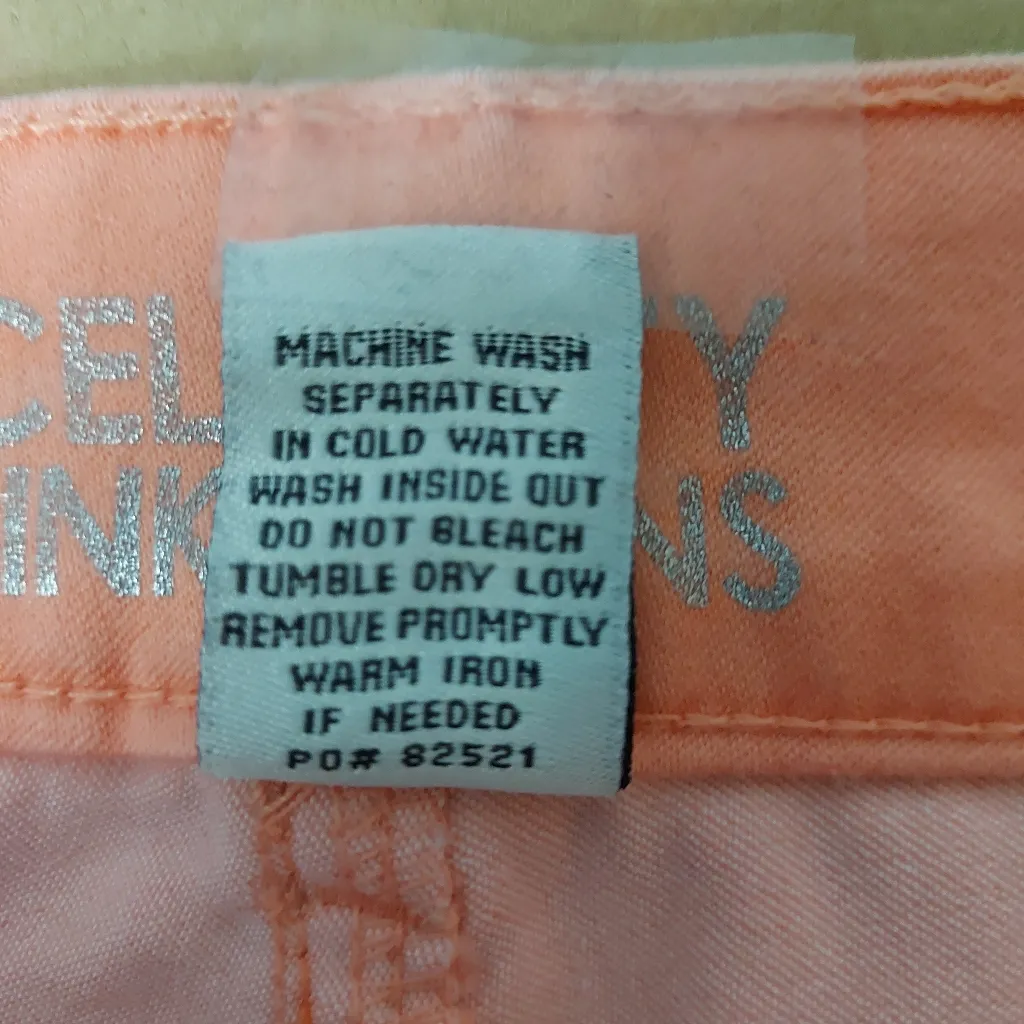 MACHINE WASH
SEPARATELY
IN COLD WATER
WASH INSIDE OUT
DO NOT BLEACH
TUMBLE DRY LOW
REMOVE PROMPTLY
WARM IRON
IF NEEDED
PO# 82521